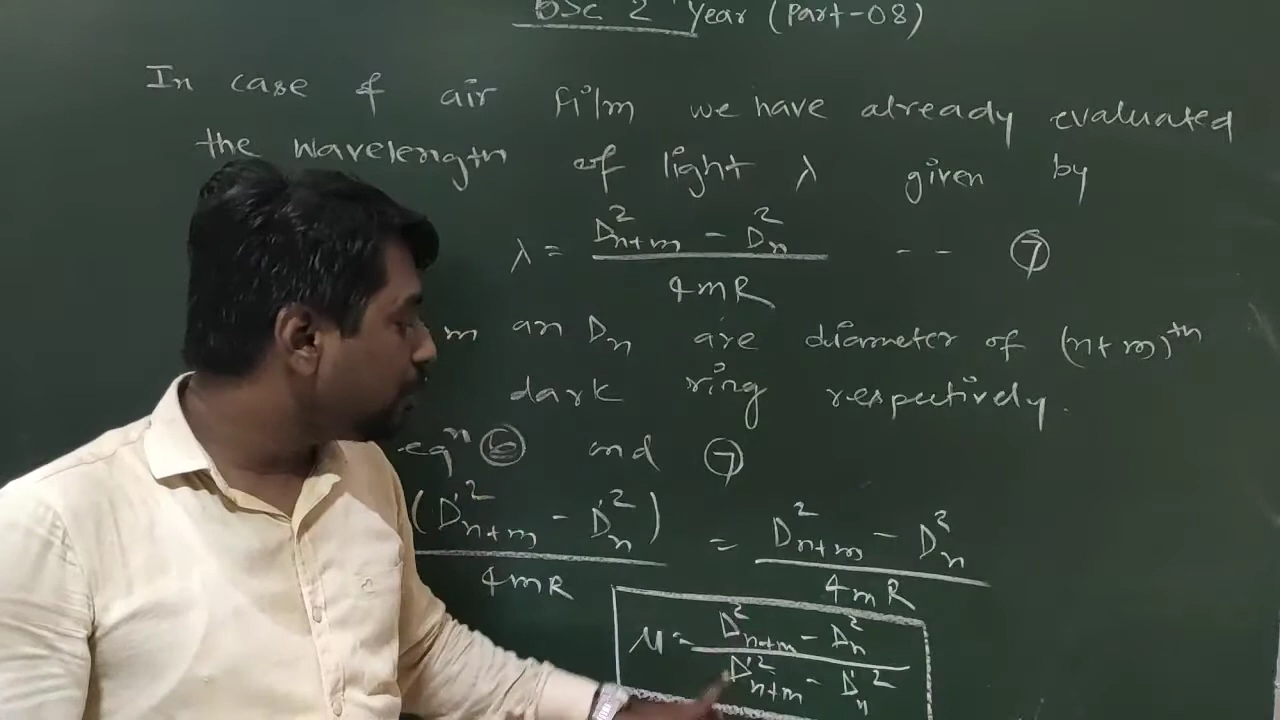 BSc 2 Year (Part-08)
In case of air film we have already evaluated
the wavelength of light λ given by
λ = (D²ₙ₊ₘ − D²ₙ) / 4mR -- ⑦
m an Dₙ are diameter of (n+m)ᵗʰ
dark ring respectively.
eqⁿ ⑥ and ⑦
(D'²ₙ₊ₘ − D'²ₙ) / 4mR = (D²ₙ₊ₘ − D²ₙ) / 4mR
μ = (D²ₙ₊ₘ − D²ₙ) / (D'²ₙ₊ₘ − D'²ₙ)